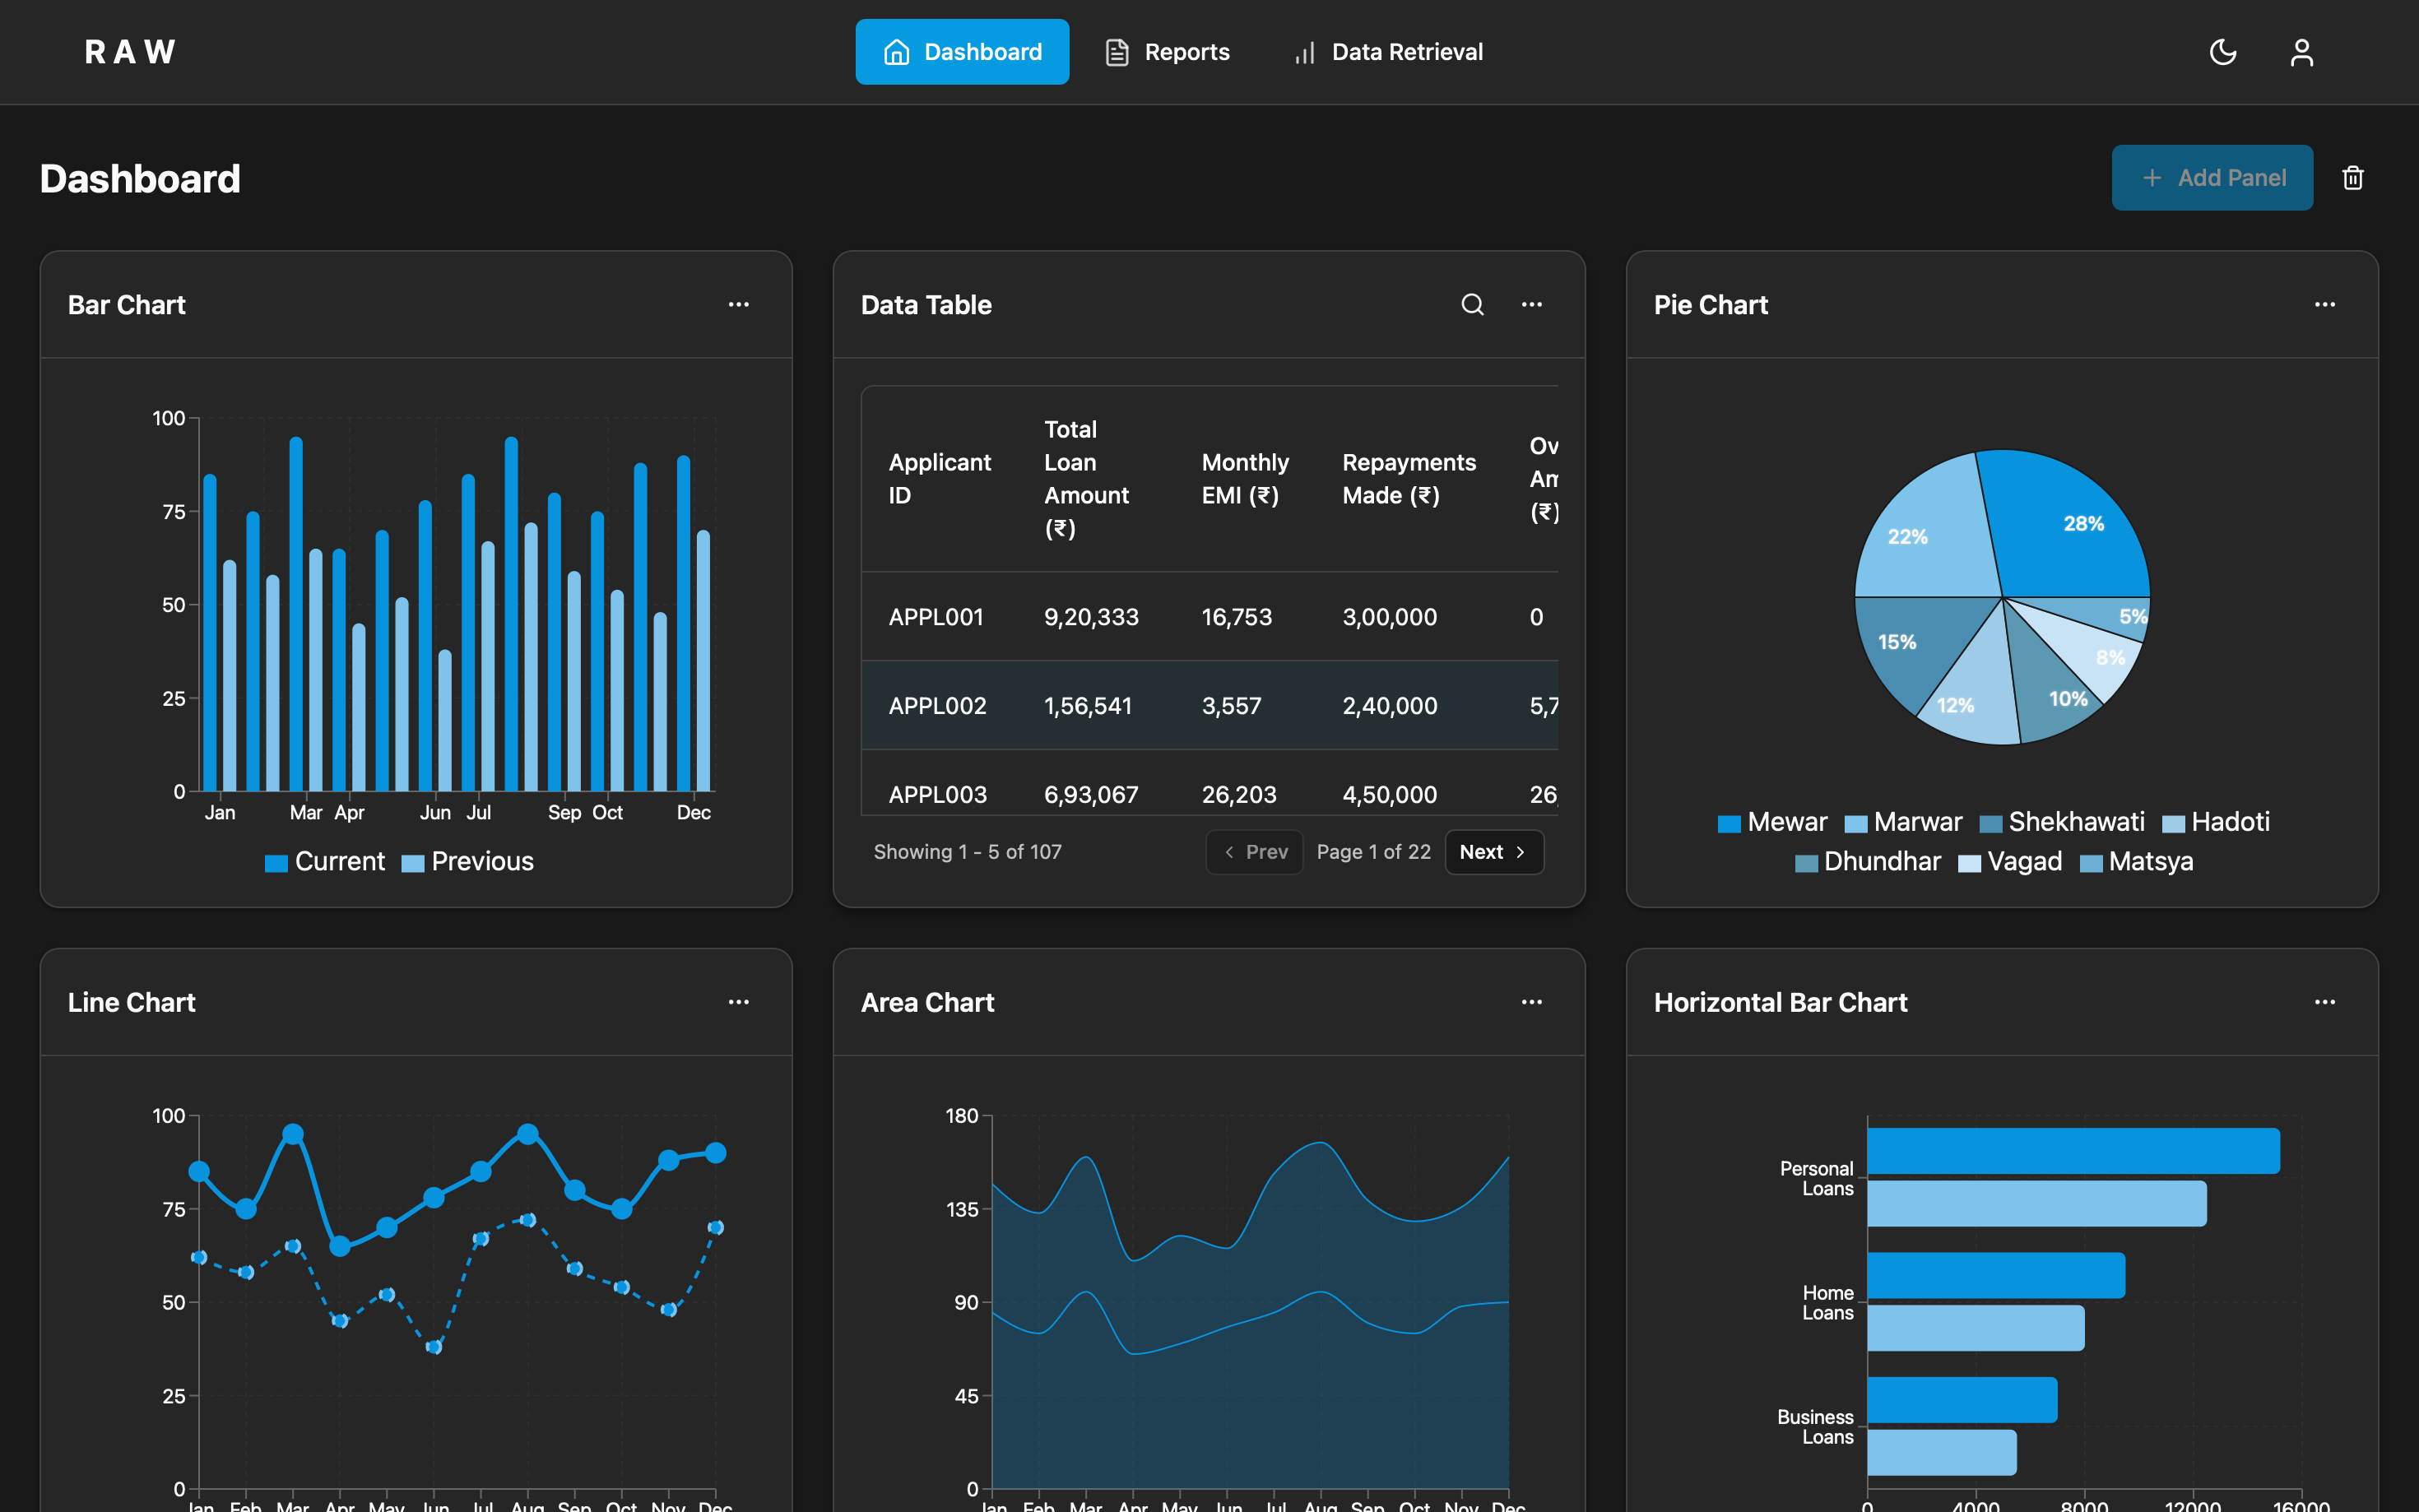 RAW
Dashboard
Reports
Data Retrieval
Dashboard
Add Panel
Bar Chart
100
75
50
25
0
Jan
Mar
Apr
Jun
Jul
Sep
Oct
Dec
Current
Previous
Data Table
Applicant
ID
Total
Loan
Amount
(₹)
Monthly
EMI (₹)
Repayments
Made (₹)
Ov
Am
(₹)
APPL001 9,20,333 16,753 3,00,000 0
APPL002 1,56,541 3,557 2,40,000 5,7
APPL003 6,93,067 26,203 4,50,000 26,
Showing 1 - 5 of 107
Prev
Page 1 of 22
Next
Pie Chart
28%
22%
5%
15%
8%
10%
12%
Mewar Marwar Shekhawati Hadoti
Dhundhar Vagad Matsya
Line Chart
100
75
50
25
0
Jan Feb Mar Apr May Jun Jul Aug Sep Oct Nov Dec
Area Chart
180
135
90
45
0
Jan Feb Mar Apr May Jun Jul Aug Sep Oct Nov Dec
Horizontal Bar Chart
Personal
Loans
Home
Loans
Business
Loans
0 4000 8000 12000 16000